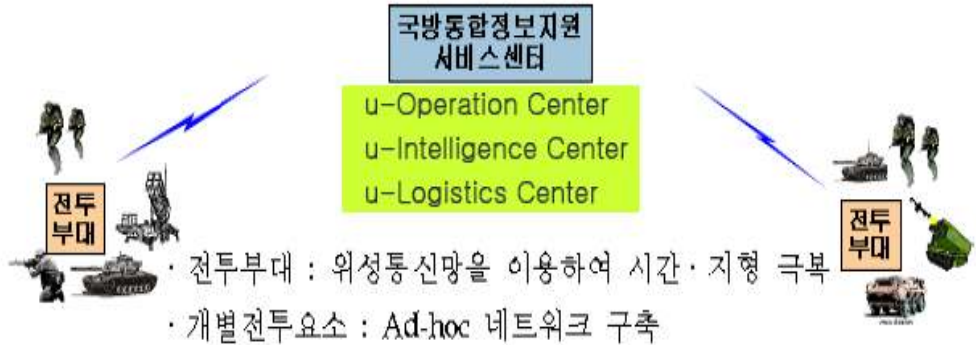 국방통합정보지원
서비스센터
u-Operation Center
u-Intelligence Center
u-Logistics Center
전투
부대
전투
부대
· 전투부대 : 위성통신망을 이용하여 시간· 지형 극복
· 개별전투요소 : Ad-hoc 네트워크 구축